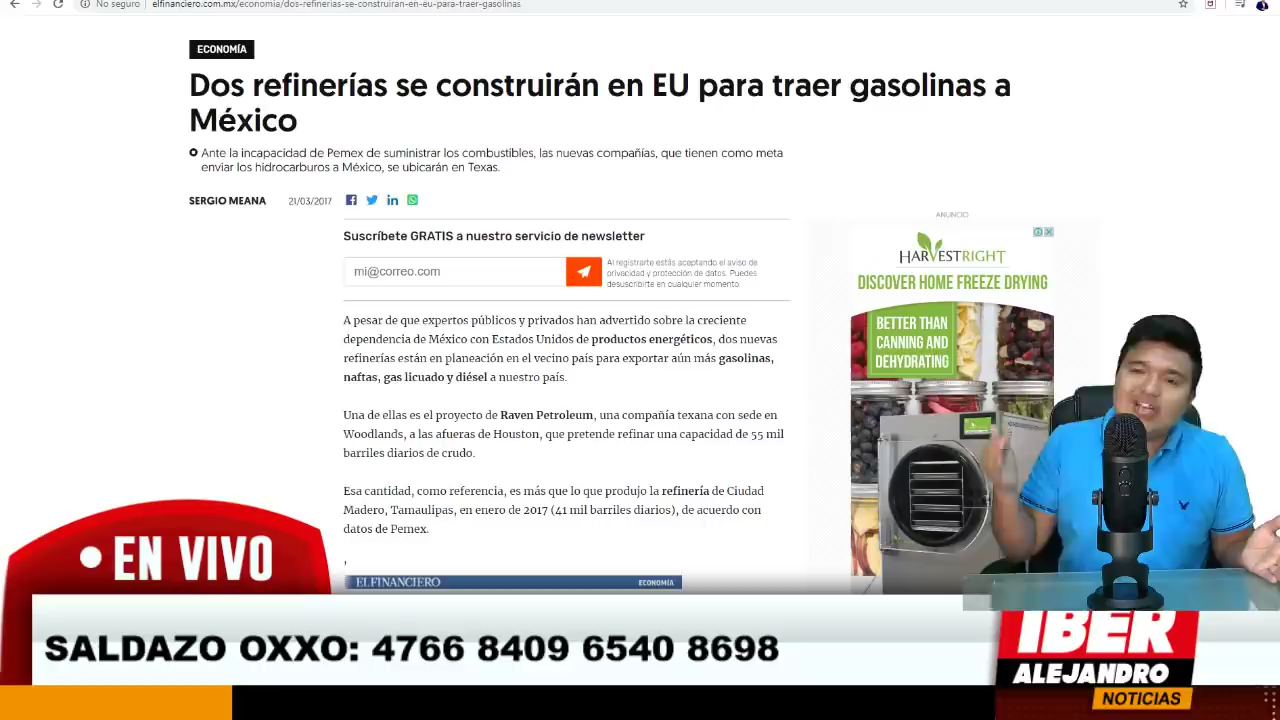 No seguro
elfinanciero.com.mx/economia/dos-refinerias-se-construiran-en-eu-para-traer-gasolinas
ECONOMÍA
Dos refinerías se construirán en EU para traer gasolinas a
México
Ante la incapacidad de Pemex de suministrar los combustibles, las nuevas compañías, que tienen como meta
enviar los hidrocarburos a México, se ubicarán en Texas.
SERGIO MEANA 21/03/2017
Suscríbete GRATIS a nuestro servicio de newsletter
mi@correo.com
Al registrarte estás aceptando el aviso de
privacidad y protección de datos. Puedes
desuscribirte en cualquier momento.
A pesar de que expertos públicos y privados han advertido sobre la creciente
dependencia de México con Estados Unidos de productos energéticos, dos nuevas
refinerías están en planeación en el vecino país para exportar aún más gasolinas,
naftas, gas licuado y diésel a nuestro país.
Una de ellas es el proyecto de Raven Petroleum, una compañía texana con sede en
Woodlands, a las afueras de Houston, que pretende refinar una capacidad de 55 mil
barriles diarios de crudo.
Esa cantidad, como referencia, es más que lo que produjo la refinería de Ciudad
Madero, Tamaulipas, en enero de 2017 (41 mil barriles diarios), de acuerdo con
datos de Pemex.
,
EL FINANCIERO ECONOMÍA
ANUNCIO
HARVESTRIGHT
DISCOVER HOME FREEZE DRYING
BETTER THAN
CANNING AND
DEHYDRATING
EN VIVO
SALDAZO OXXO: 4766 8409 6540 8698
IBER
ALEJANDRO
NOTICIAS